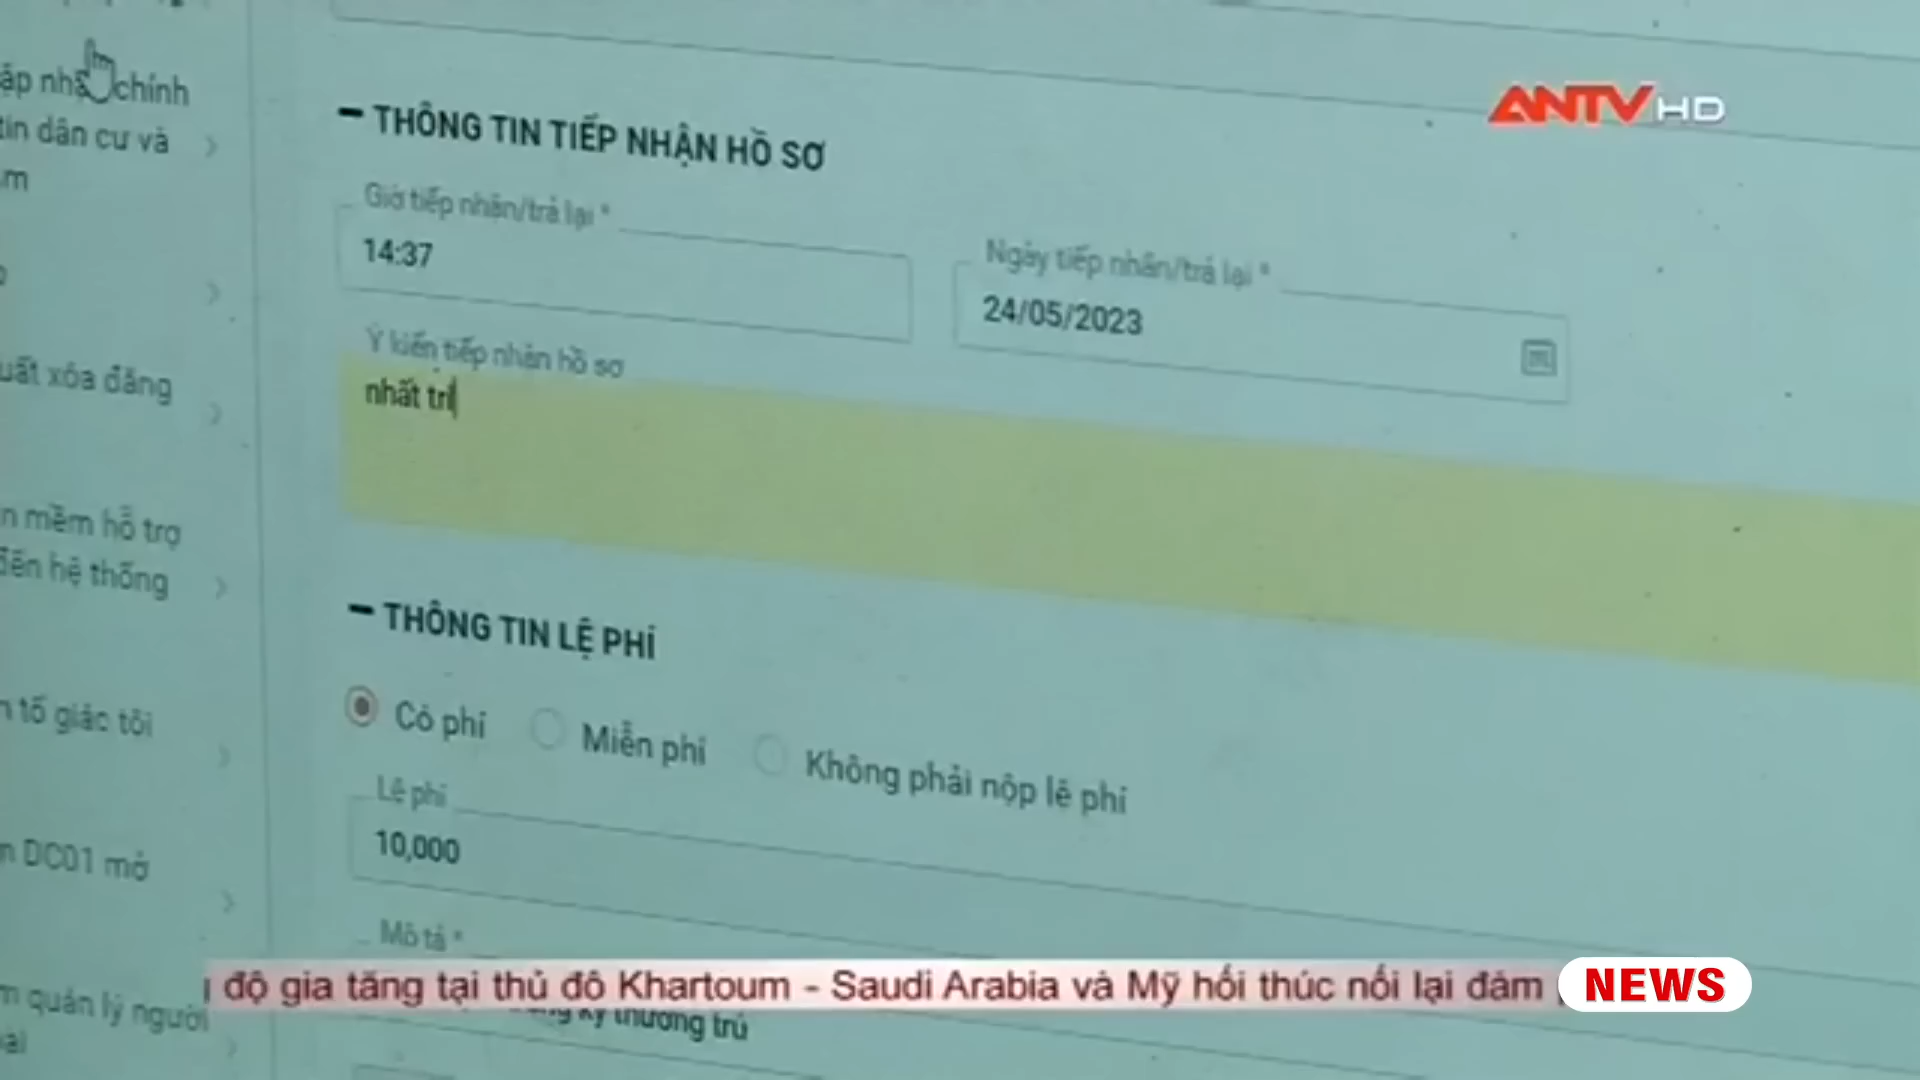 ập nhậ chính
tin dân cư và
ANTV HD
THÔNG TIN TIẾP NHẬN HỒ SƠ
Giờ tiếp nhận/trả lại *
14:37
Ngày tiếp nhận/trả lại *
24/05/2023
Ý kiến tiếp nhận hồ sơ
nhất trí
uất xóa đăng
n mềm hỗ trợ
đến hệ thống
THÔNG TIN LỆ PHÍ
Có phí
Miễn phí
Không phải nộp lệ phí
Lệ phí
10,000
n tố giác tội
n DC01 mở
Mô tả *
độ gia tăng tại thủ đô Khartoum - Saudi Arabia và Mỹ hối thúc nối lại đàm
NEWS
m quản lý người
ký thường trú